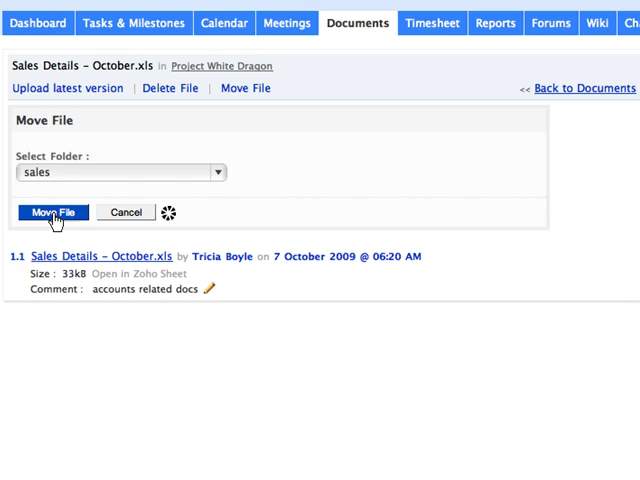 Dashboard Tasks & Milestones Calendar Meetings Documents Timesheet Reports Forums Wiki
Sales Details - October.xls in Project White Dragon
Upload latest version | Delete File | Move File << Back to Documents
Move File
Select Folder :
sales
Move File Cancel
1.1 Sales Details - October.xls by Tricia Boyle on 7 October 2009 @ 06:20 AM
Size : 33kB Open in Zoho Sheet
Comment : accounts related docs